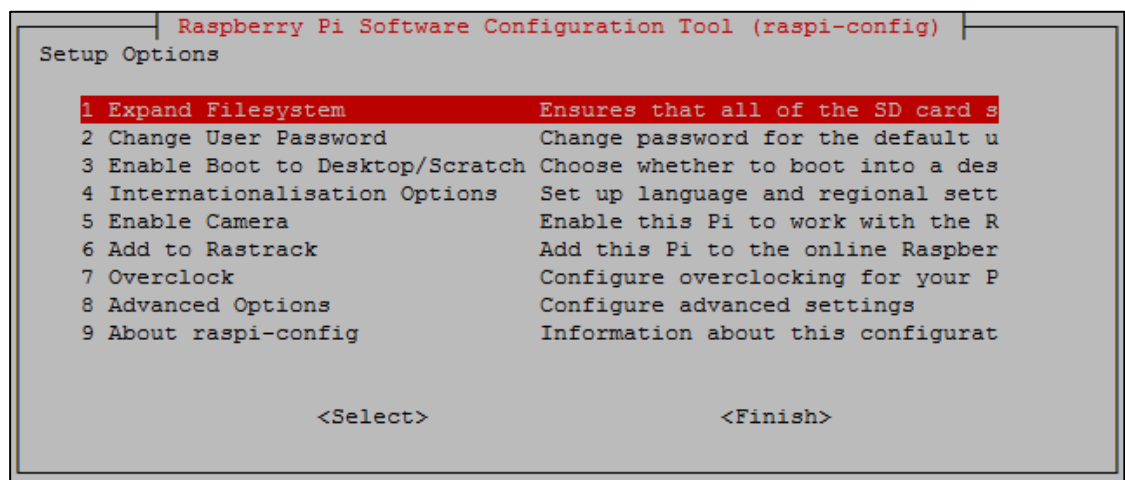 Raspberry Pi Software Configuration Tool (raspi-config)
Setup Options
1 Expand Filesystem Ensures that all of the SD card s
2 Change User Password Change password for the default u
3 Enable Boot to Desktop/Scratch Choose whether to boot into a des
4 Internationalisation Options Set up language and regional sett
5 Enable Camera Enable this Pi to work with the R
6 Add to Rastrack Add this Pi to the online Raspber
7 Overclock Configure overclocking for your P
8 Advanced Options Configure advanced settings
9 About raspi-config Information about this configurat
<Select> <Finish>